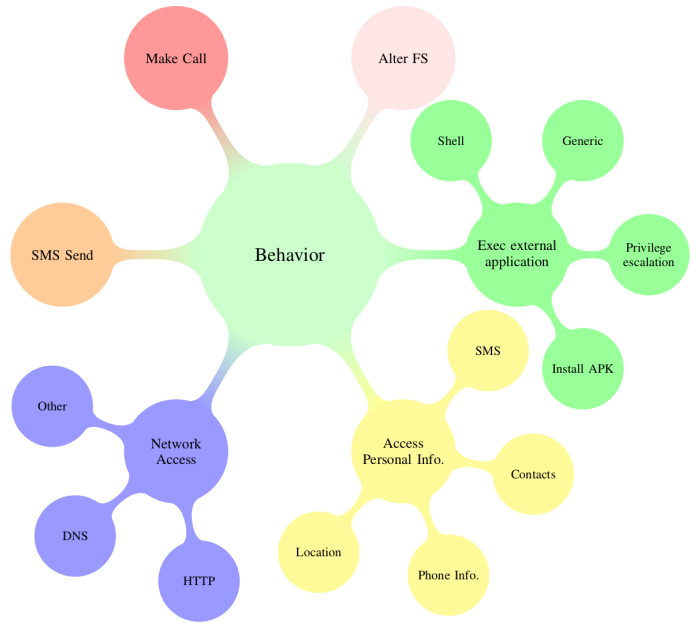 Make Call
Alter FS
Shell
Generic
SMS Send
Behavior
Exec external
application
Privilege
escalation
SMS
Install APK
Other
Network
Access
Access
Personal Info.
Contacts
DNS
HTTP
Location
Phone Info.